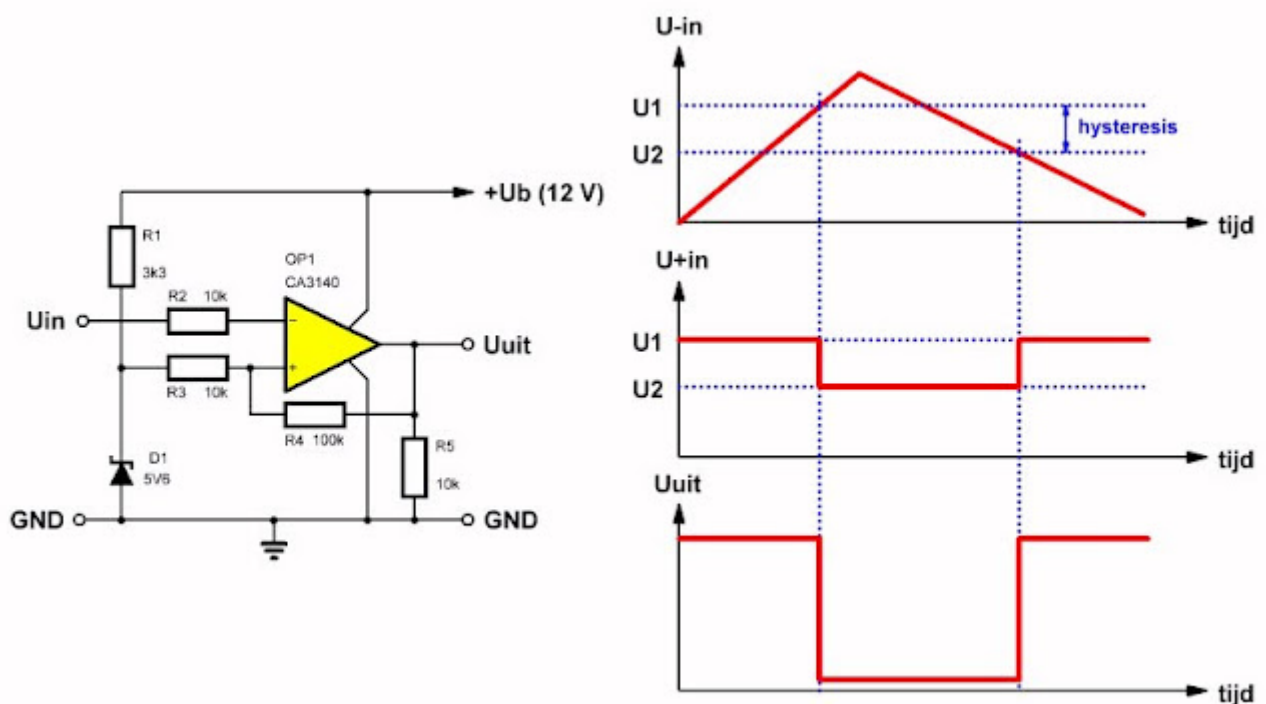 +Ub (12 V)
R1
3k3
OP1
CA3140
R2 10k
Uin
−
Uuit
+
R3 10k
R4 100k
R5
10k
D1
5V6
GND
GND
U-in
U1
hysteresis
U2
tijd
U+in
U1
U2
tijd
Uuit
tijd